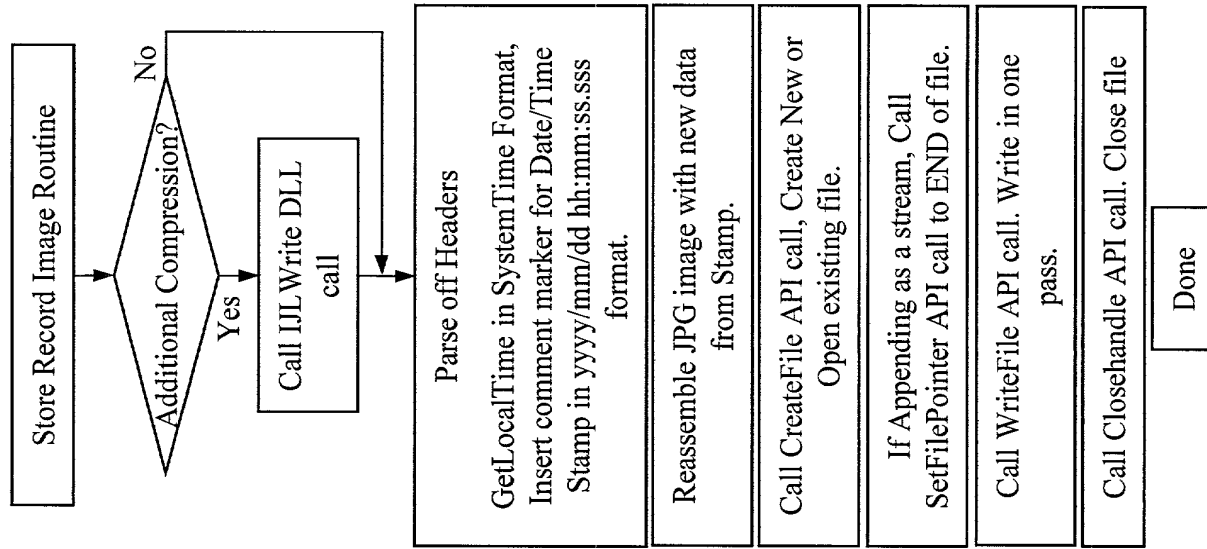 Store Record Image Routine
Additional Compression?
No
Yes
Call IJLWrite DLL
call
Parse off Headers
GetLocalTime in SystemTime Format,
Insert comment marker for Date/Time
Stamp in yyyy/mm/dd hh:mm:ss.sss
format.
Reassemble JPG image with new data
from Stamp.
Call CreateFile API call, Create New or
Open existing file.
If Appending as a stream, Call
SetFilePointer API call to END of file.
Call WriteFile API call. Write in one
pass.
Call Closehandle API call. Close file
Done